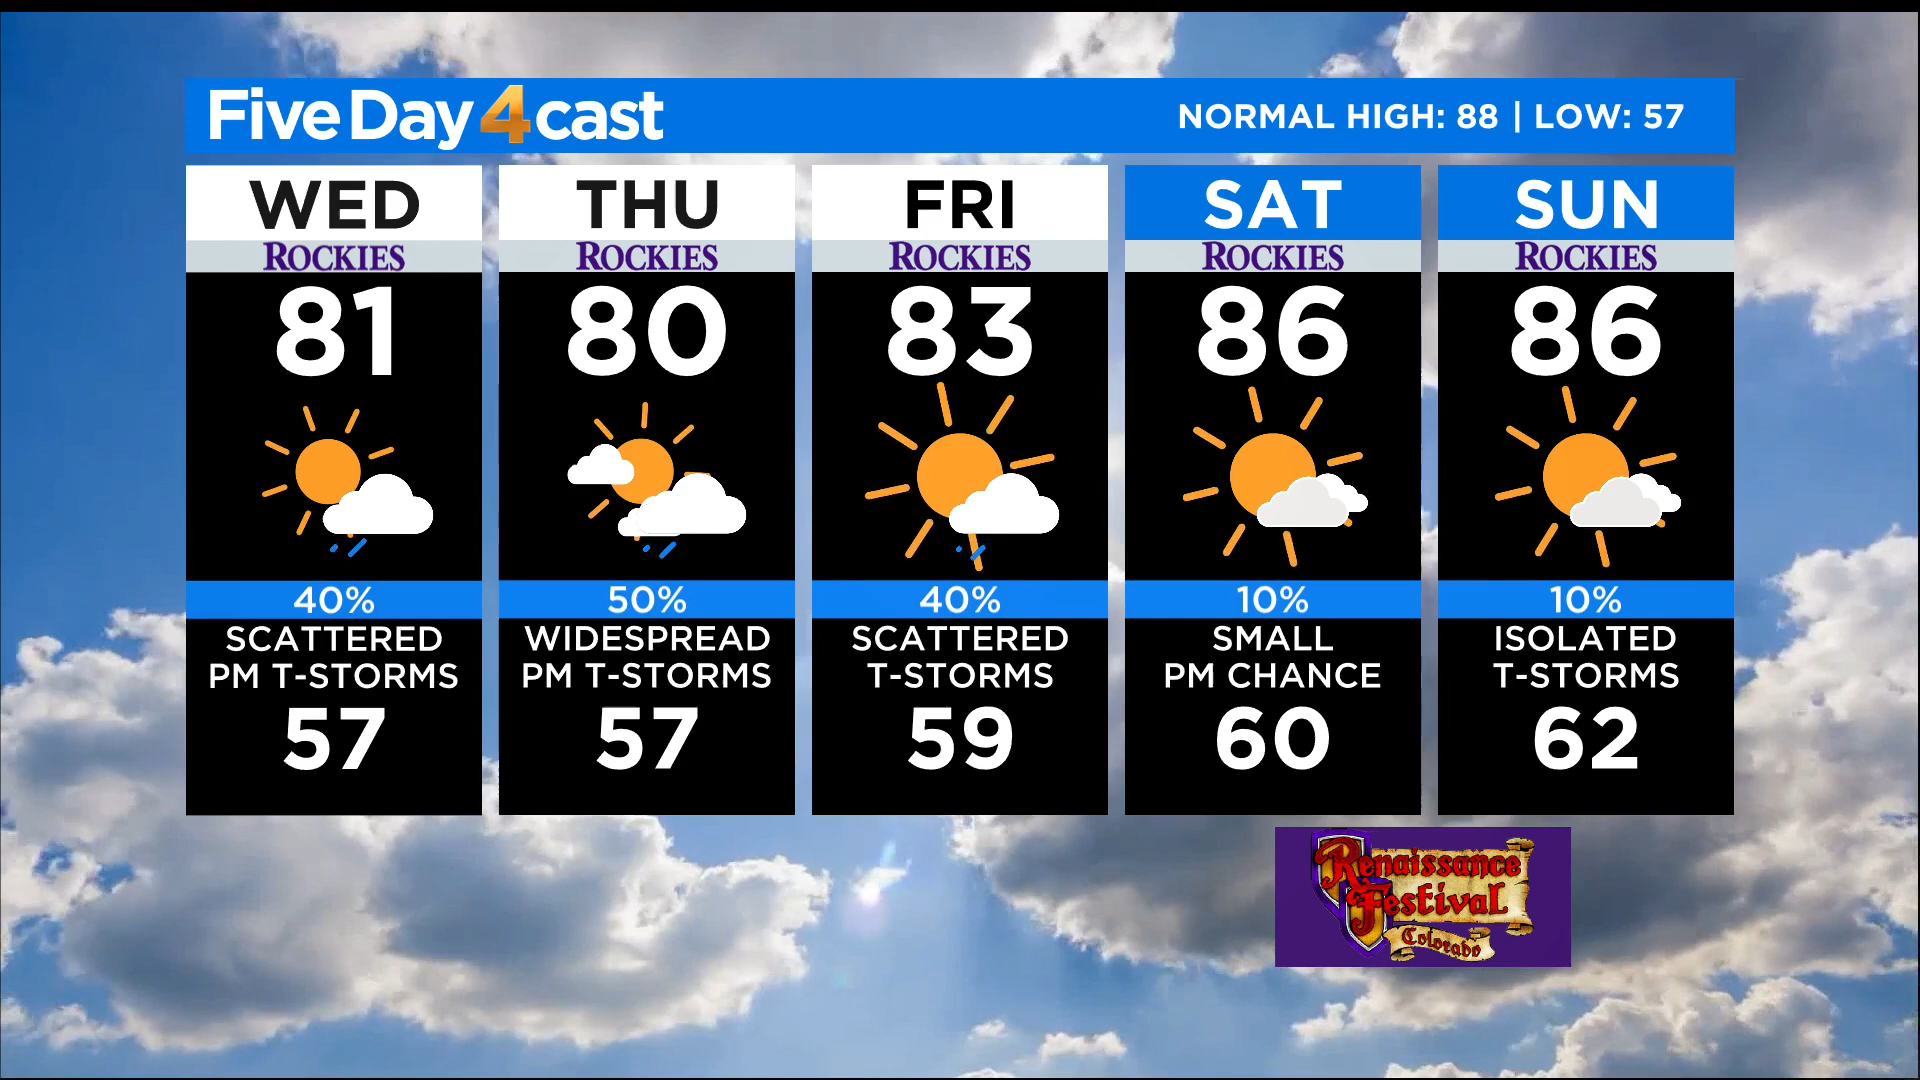 Five Day 4cast
NORMAL HIGH: 88 | LOW: 57
WED
ROCKIES
81
40%
SCATTERED
PM T-STORMS
57
THU
ROCKIES
80
50%
WIDESPREAD
PM T-STORMS
57
FRI
ROCKIES
83
40%
SCATTERED
T-STORMS
59
SAT
ROCKIES
86
10%
SMALL
PM CHANCE
60
SUN
ROCKIES
86
10%
ISOLATED
T-STORMS
62
Renaissance
Festival
Colorado